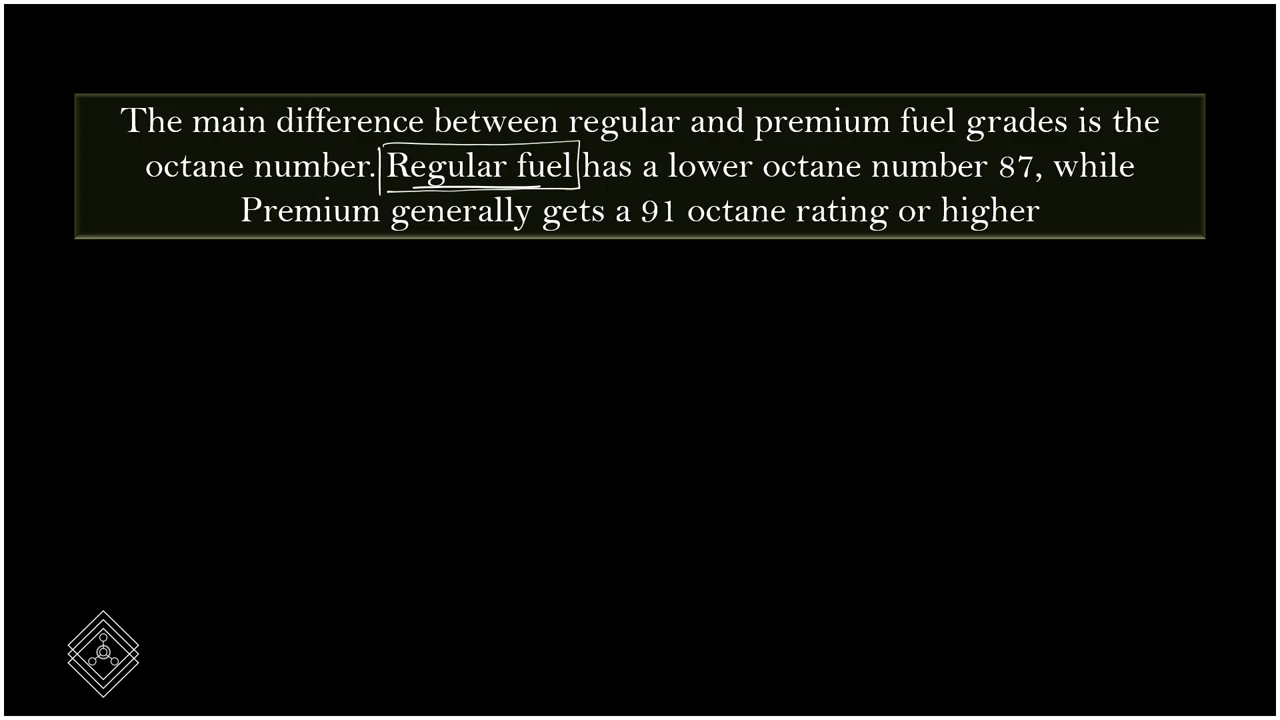 The main difference between regular and premium fuel grades is the
octane number. Regular fuel has a lower octane number 87, while
Premium generally gets a 91 octane rating or higher